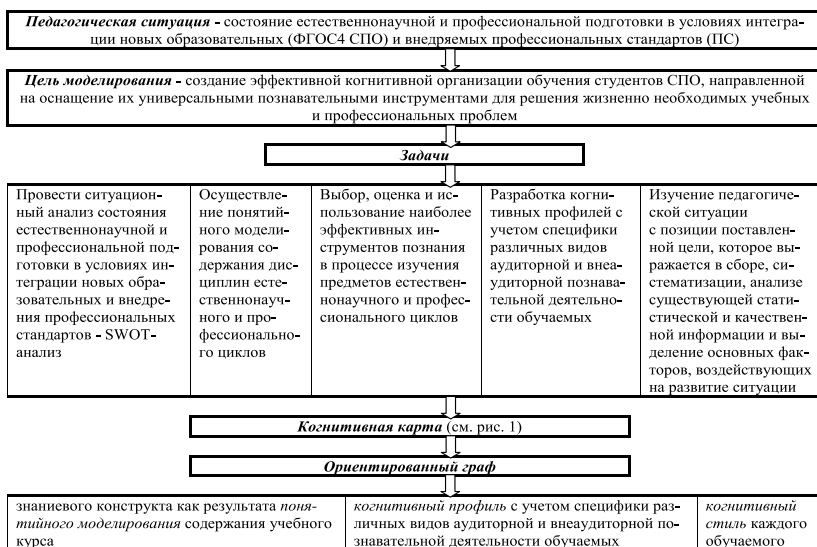 Педагогическая ситуация - состояние естественнонаучной и профессиональной подготовки в условиях интегра-
ции новых образовательных (ФГОС4 СПО) и внедряемых профессиональных стандартов (ПС)
Цель моделирования - создание эффективной когнитивной организации обучения студентов СПО, направленной
на оснащение их универсальными познавательными инструментами для решения жизненно необходимых учебных
и профессиональных проблем
Задачи
Провести ситуацион-
ный анализ состояния
естественнонаучной и
профессиональной под-
готовки в условиях ин-
теграции новых обра-
зовательных и внедре-
ния профессиональных
стандартов - SWOT-
анализ
Осуществле-
ние понятий-
ного модели-
рования со-
держания дис-
циплин есте-
ственнонауч-
ного и про-
фессионально-
го циклов
Выбор, оценка и ис-
пользование наиболее
эффективных ин-
струментов познания
в процессе изучения
предметов естествен-
нонаучного и профес-
сионального циклов
Разработка когни-
тивных профилей с
учетом специфики
различных видов
аудиторной и внеа-
удиторной познава-
тельной деятельно-
сти обучаемых
Изучение педагогиче-
ской ситуации
с позиции поставлен-
ной цели, которое вы-
ражается в сборе, си-
стематизации, анализе
существующей стати-
стической и качествен-
ной информации и вы-
деление основных фак-
торов, воздействующих
на развитие ситуации
Когнитивная карта (см. рис. 1)
Ориентированный граф
знаниевого конструкта как результата поня-
тийного моделирования содержания учебного
курса
когнитивный профиль с учетом специфики раз-
личных видов аудиторной и внеаудиторной по-
знавательной деятельности обучаемых
когнитивный
стиль каждого
обучаемого